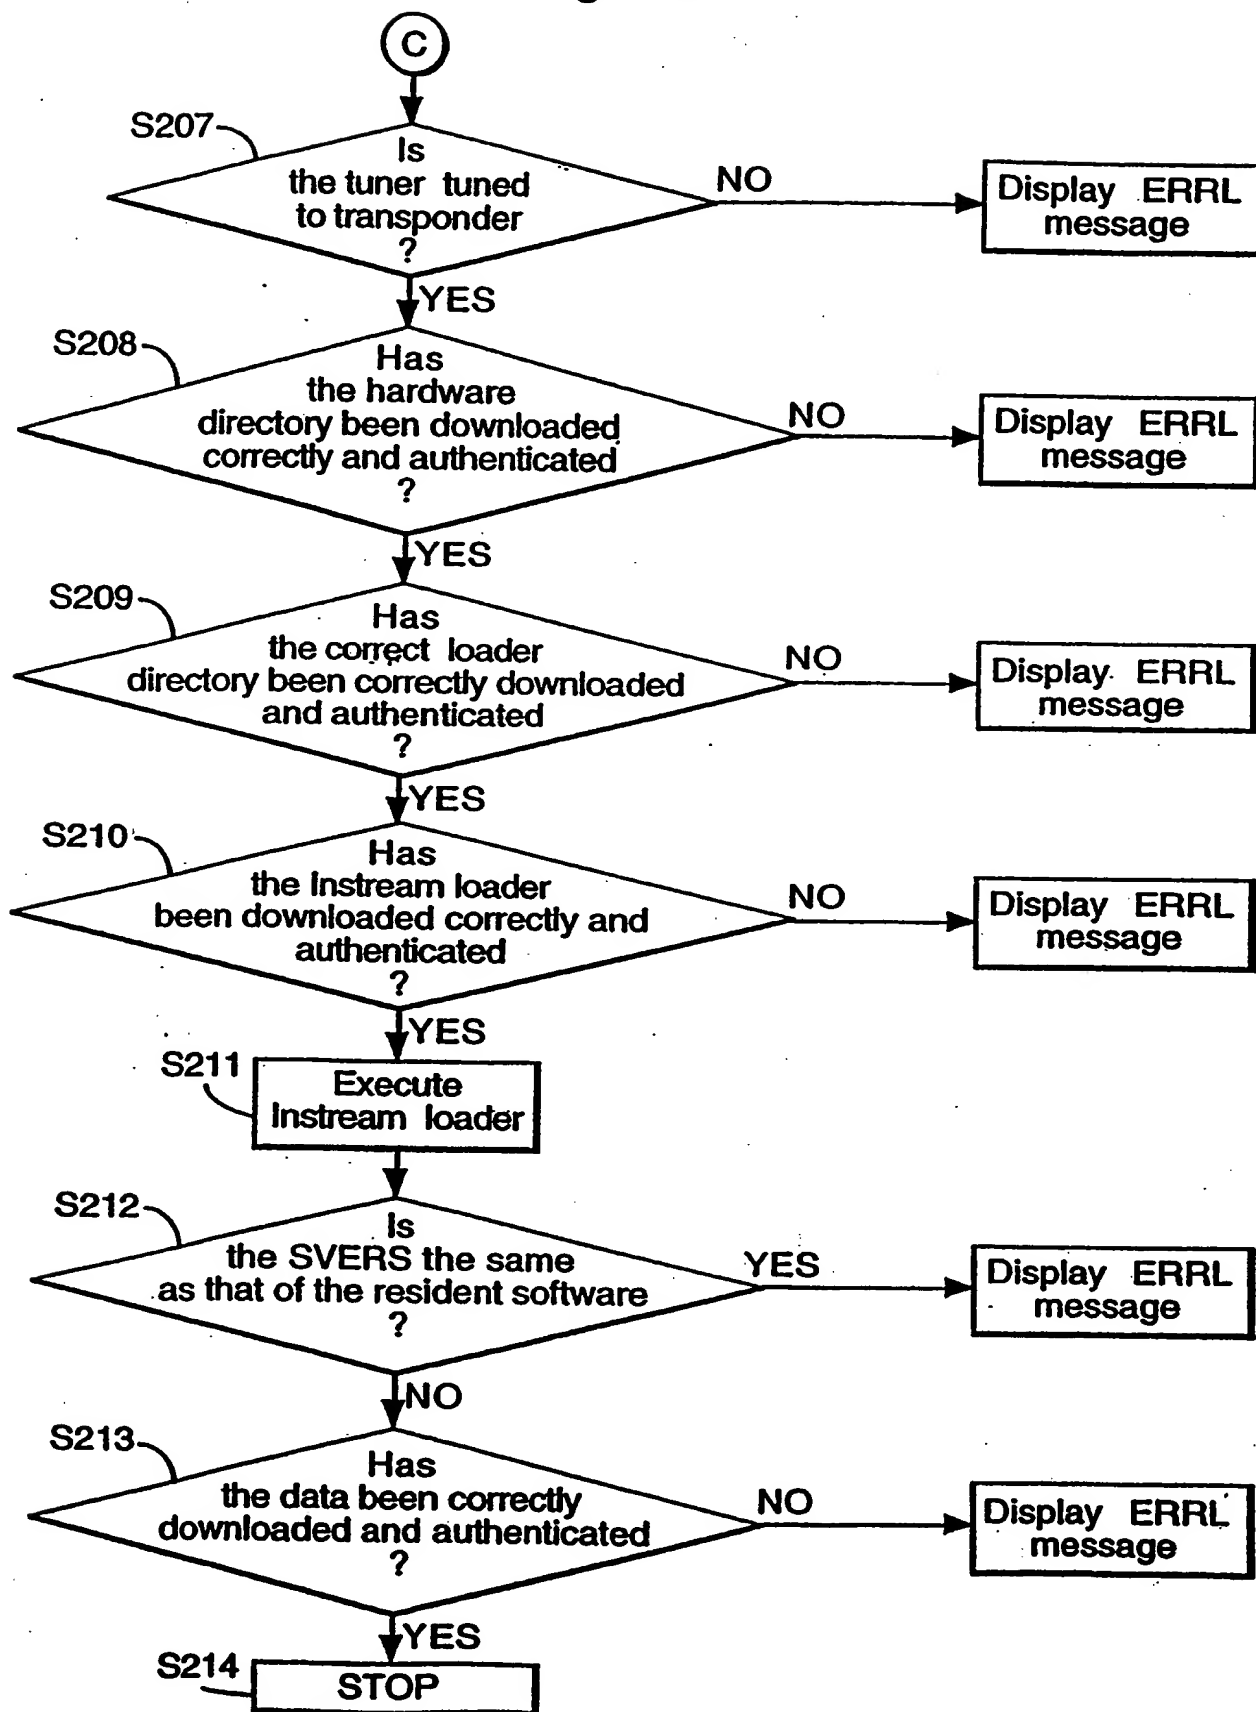 C
S207
Is
the tuner tuned
to transponder
?
NO
Display ERRL
message
YES
S208
Has
the hardware
directory been downloaded
correctly and authenticated
?
NO
Display ERRL
message
YES
S209
Has
the correct loader
directory been correctly downloaded
and authenticated
?
NO
Display ERRL
message
YES
S210
Has
the Instream loader
been downloaded correctly and
authenticated
?
NO
Display ERRL
message
YES
S211
Execute
Instream loader
S212
Is
the SVERS the same
as that of the resident software
?
YES
Display ERRL
message
NO
S213
Has
the data been correctly
downloaded and authenticated
?
NO
Display ERRL
message
YES
S214
STOP